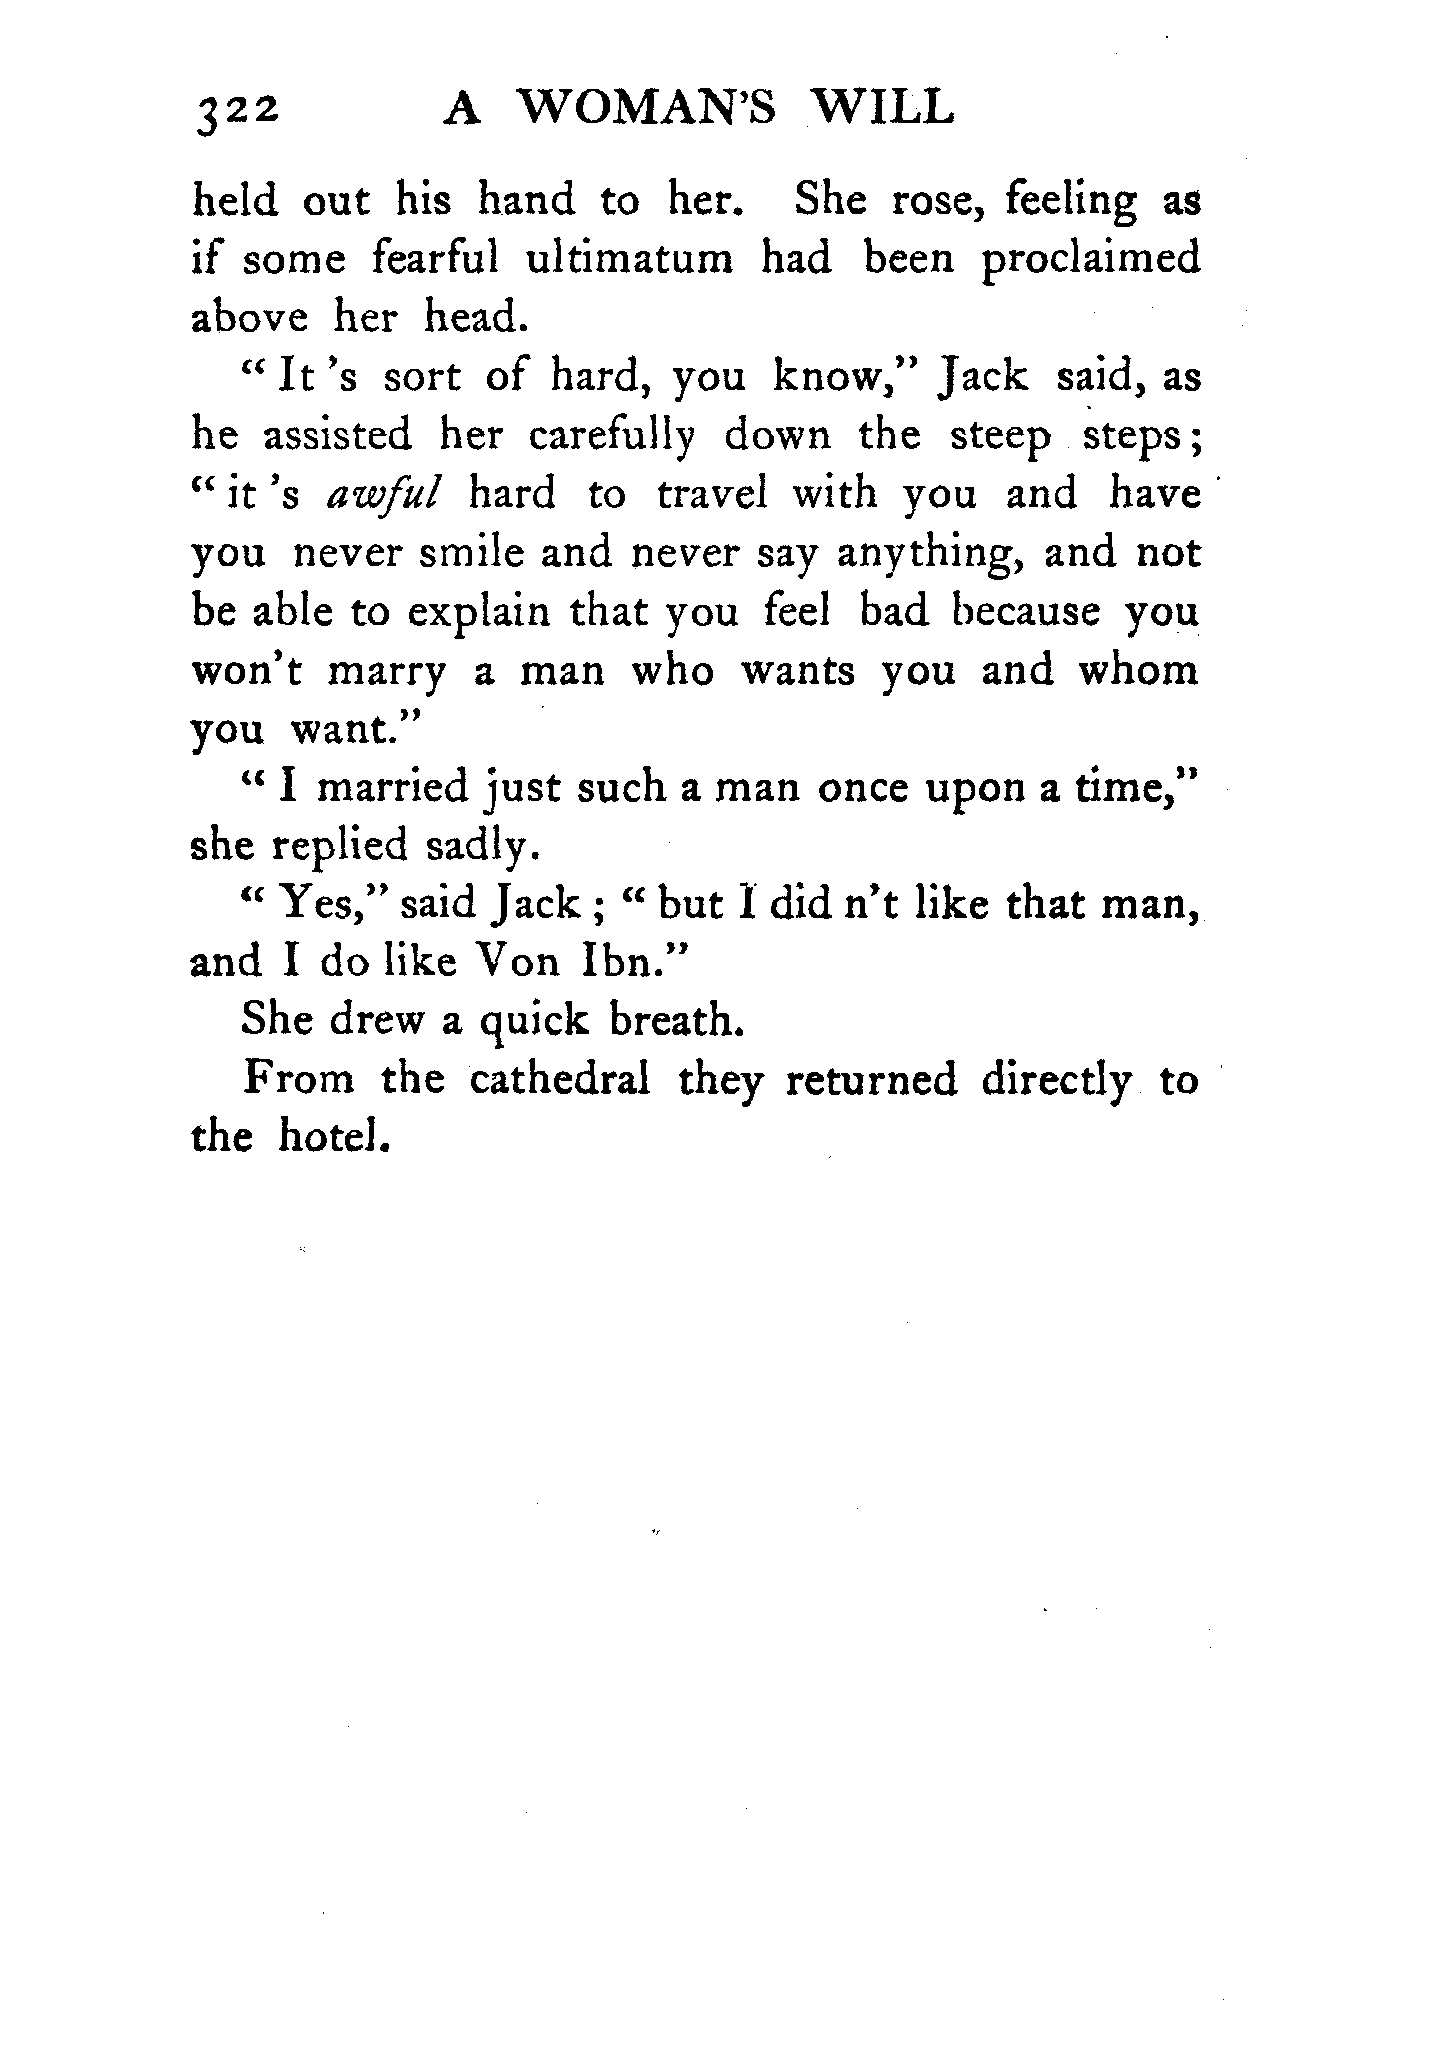 322 A WOMAN'S WILL
held out his hand to her. She rose, feeling as
if some fearful ultimatum had been proclaimed
above her head.
“ It 's sort of hard, you know,” Jack said, as
he assisted her carefully down the steep steps ;
“ it 's awful hard to travel with you and have
you never smile and never say anything, and not
be able to explain that you feel bad because you
won't marry a man who wants you and whom
you want.”
“ I married just such a man once upon a time,”
she replied sadly.
“ Yes,” said Jack ; “ but I did n't like that man,
and I do like Von Ibn.”
She drew a quick breath.
From the cathedral they returned directly to
the hotel.